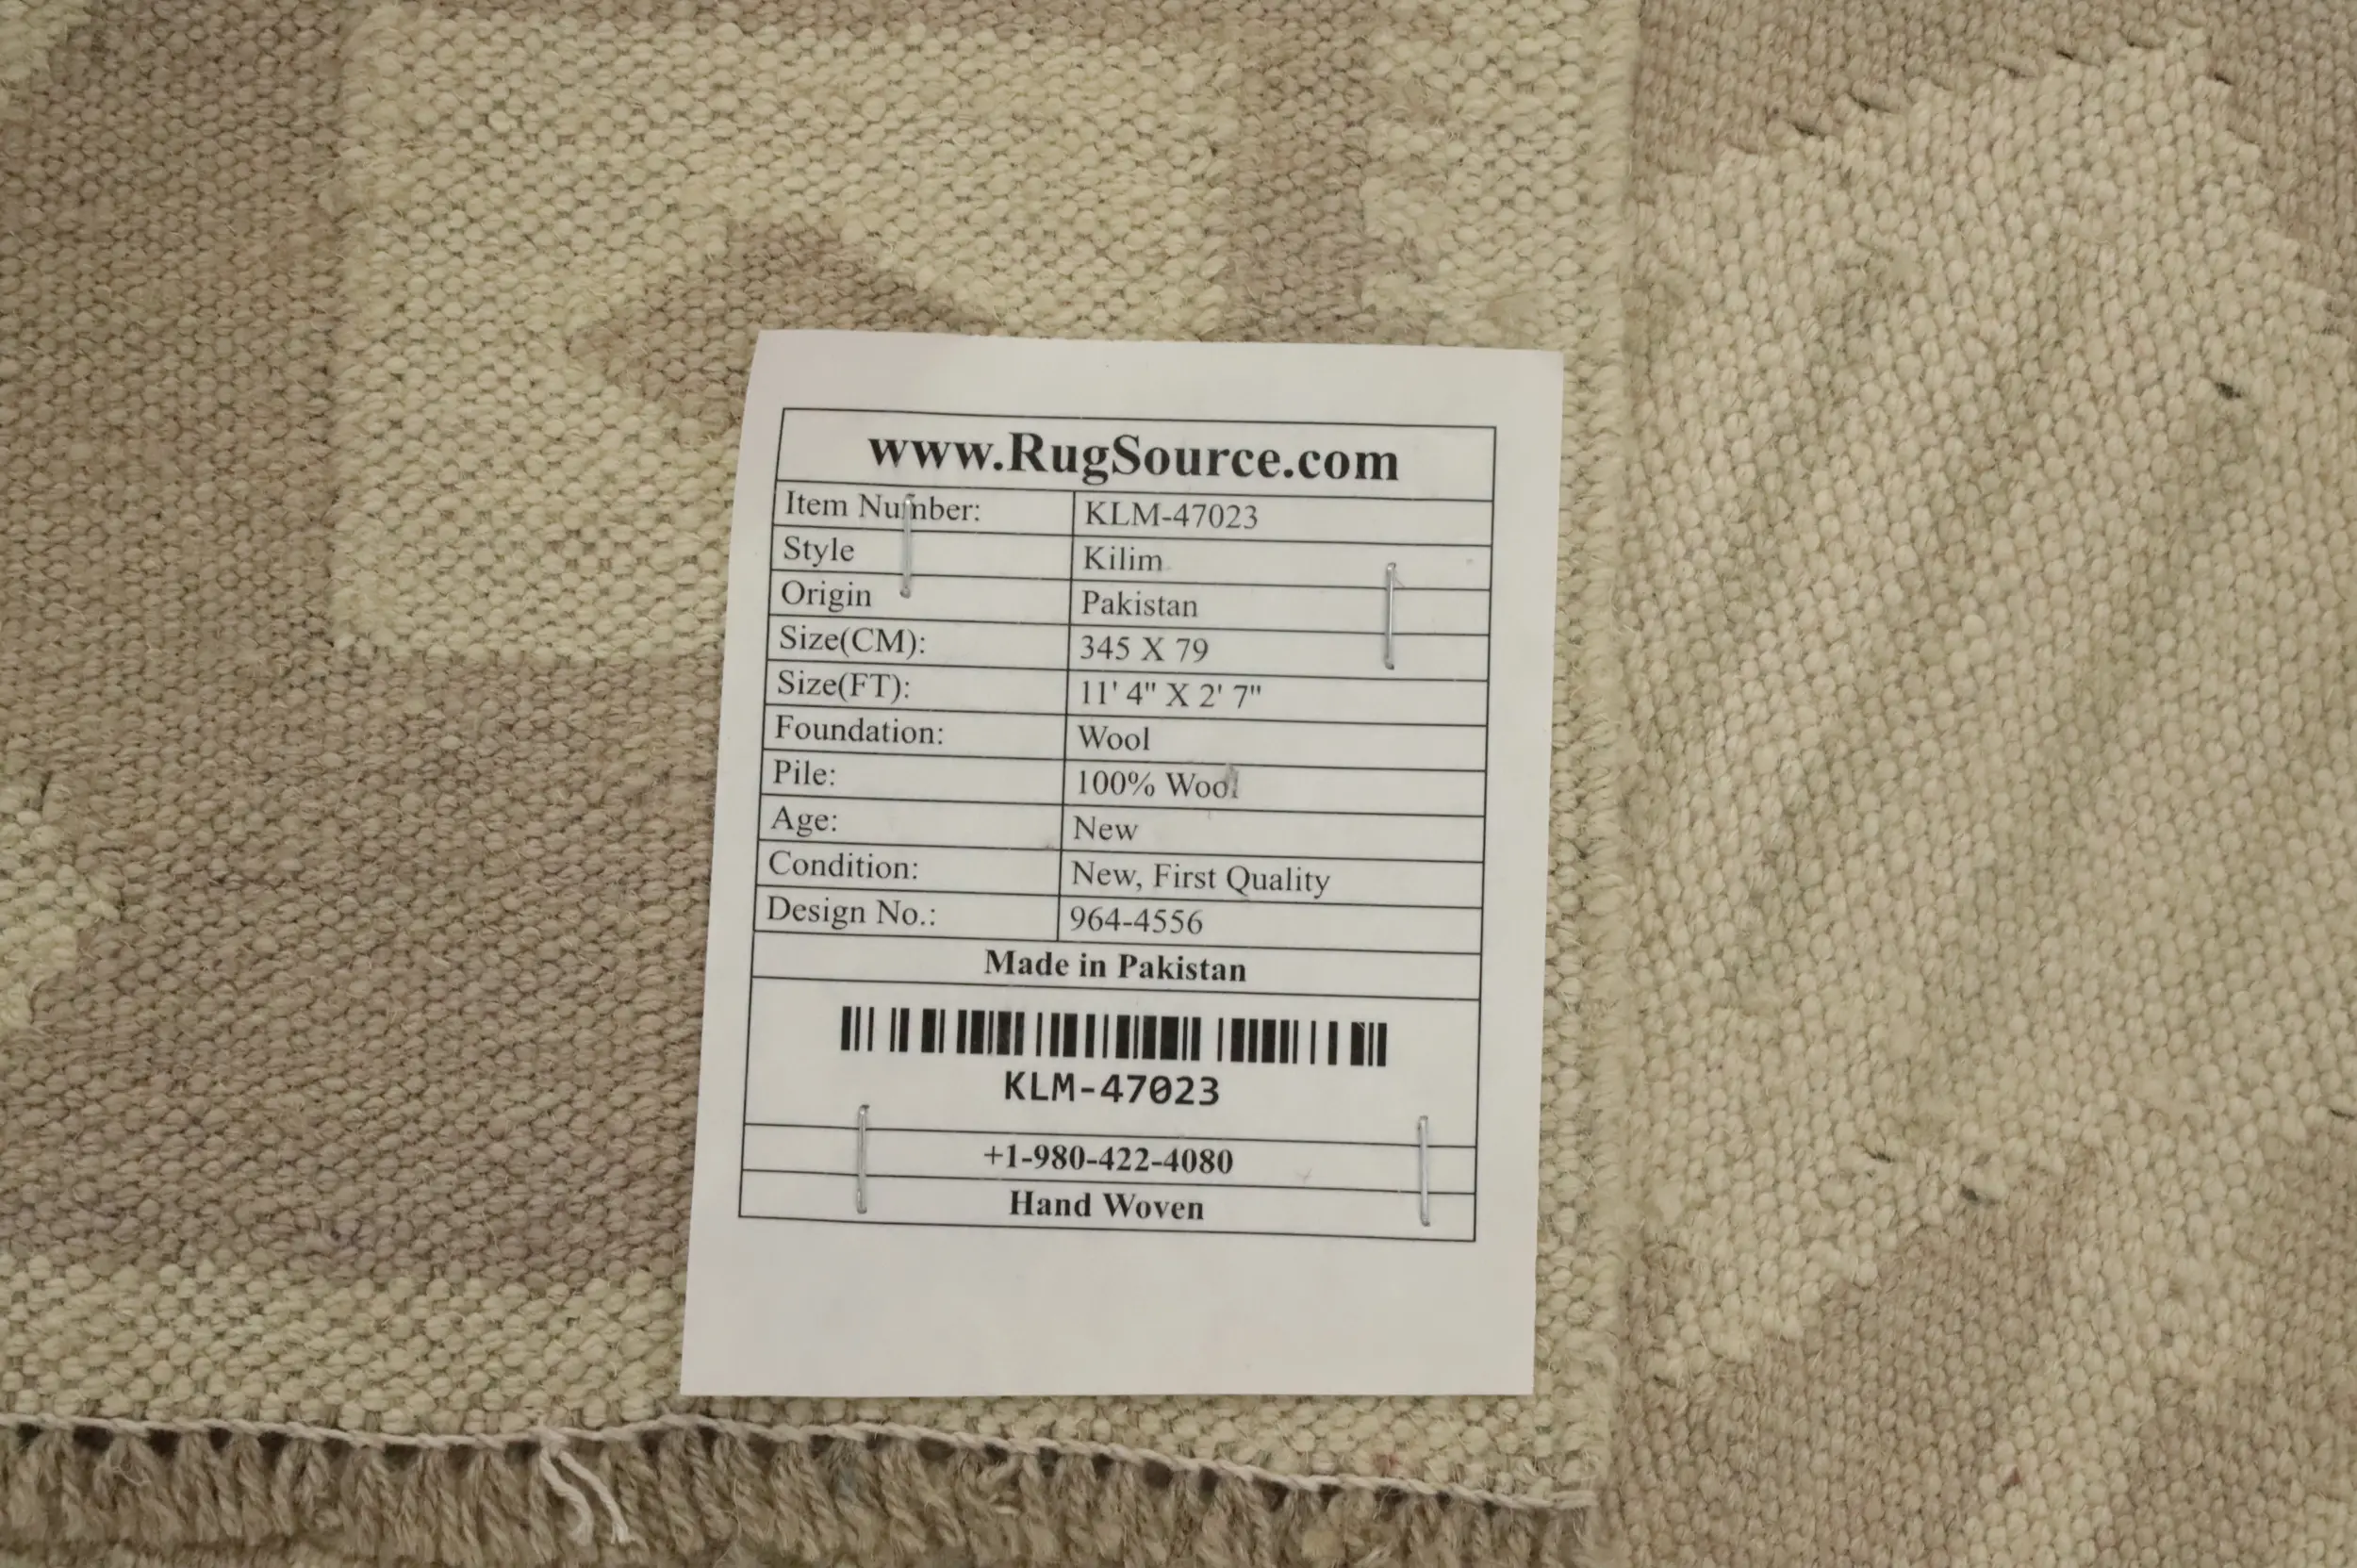 www.RugSource.com
Item Number: KLM-47023
Style Kilim
Origin Pakistan
Size(CM): 345 X 79
Size(FT): 11' 4" X 2' 7"
Foundation: Wool
Pile: 100% Wool
Age: New
Condition: New, First Quality
Design No.: 964-4556
Made in Pakistan
KLM-47023
+1-980-422-4080
Hand Woven